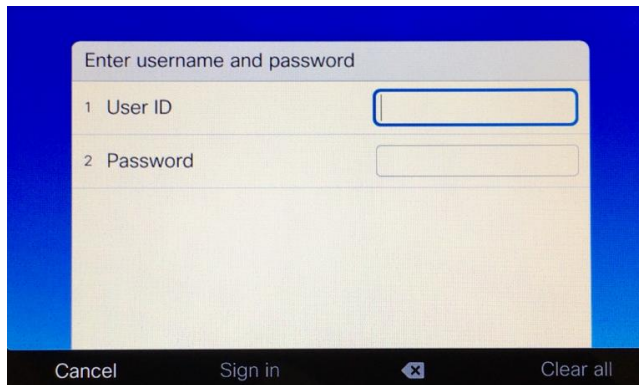 Enter username and password
1 User ID
2 Password
Cancel Sign in Clear all